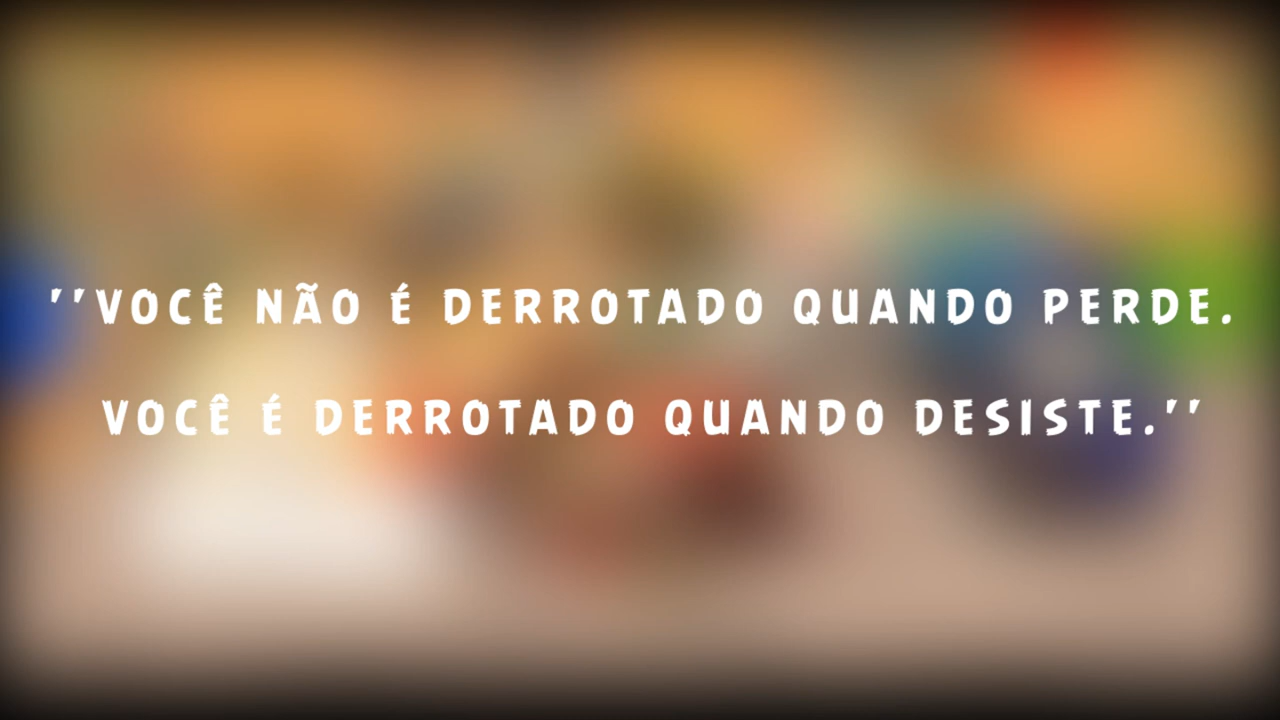 ''VOCÊ NÃO É DERROTADO QUANDO PERDE.
VOCÊ É DERROTADO QUANDO DESISTE.''